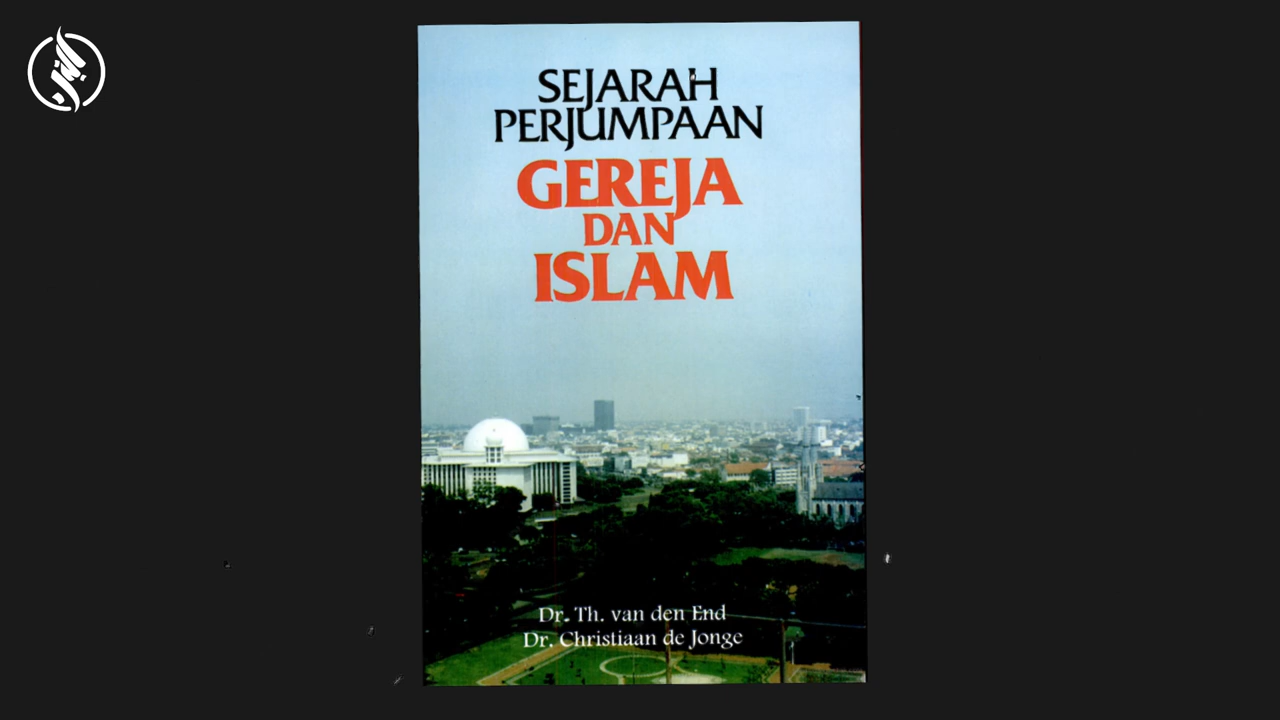 SEJARAH
PERJUMPAAN
GEREJA
DAN
ISLAM
Dr. Th. van den End
Dr. Christiaan de Jonge